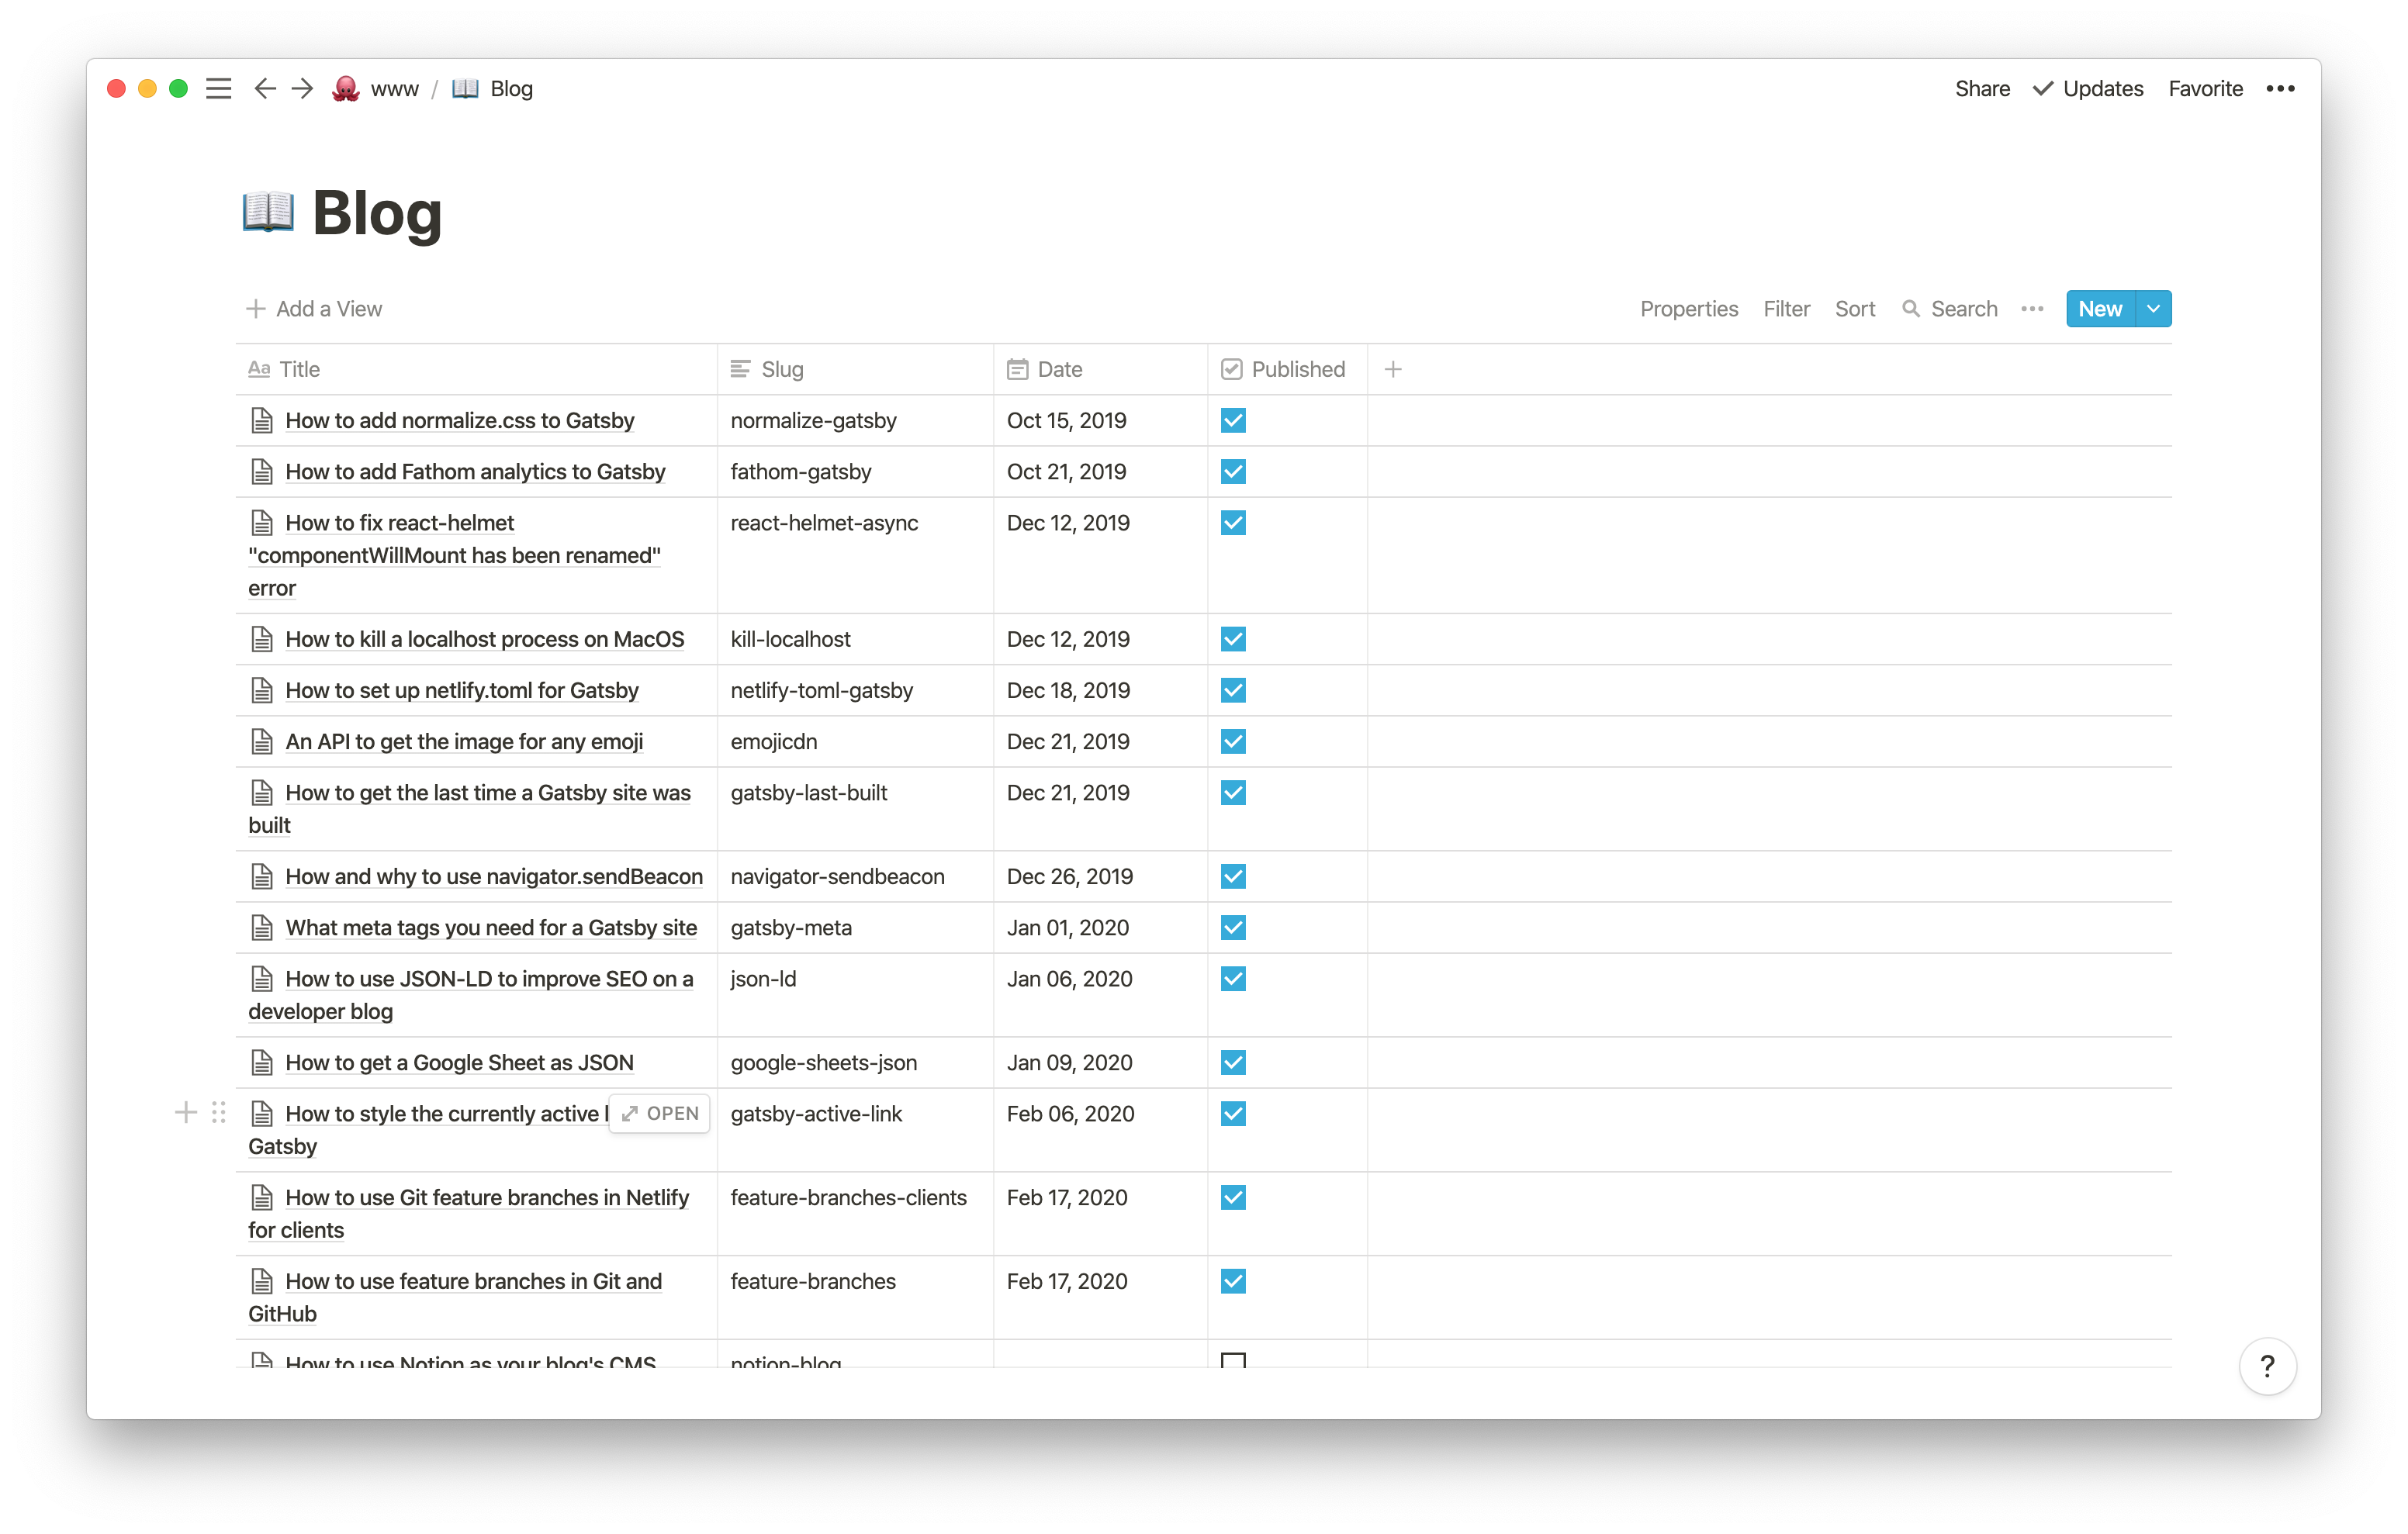 www / Blog Share Updates Favorite
Blog
Add a View Properties Filter Sort Search New
Aa Title Slug Date Published
How to add normalize.css to Gatsby normalize-gatsby Oct 15, 2019
How to add Fathom analytics to Gatsby fathom-gatsby Oct 21, 2019
How to fix react-helmet react-helmet-async Dec 12, 2019
"componentWillMount has been renamed"
error
How to kill a localhost process on MacOS kill-localhost Dec 12, 2019
How to set up netlify.toml for Gatsby netlify-toml-gatsby Dec 18, 2019
An API to get the image for any emoji emojicdn Dec 21, 2019
How to get the last time a Gatsby site was gatsby-last-built Dec 21, 2019
built
How and why to use navigator.sendBeacon navigator-sendbeacon Dec 26, 2019
What meta tags you need for a Gatsby site gatsby-meta Jan 01, 2020
How to use JSON-LD to improve SEO on a json-ld Jan 06, 2020
developer blog
How to get a Google Sheet as JSON google-sheets-json Jan 09, 2020
How to style the currently active OPEN gatsby-active-link Feb 06, 2020
Gatsby
How to use Git feature branches in Netlify feature-branches-clients Feb 17, 2020
for clients
How to use feature branches in Git and feature-branches Feb 17, 2020
GitHub
How to use Notion as your blog's CMS notion-blog
?